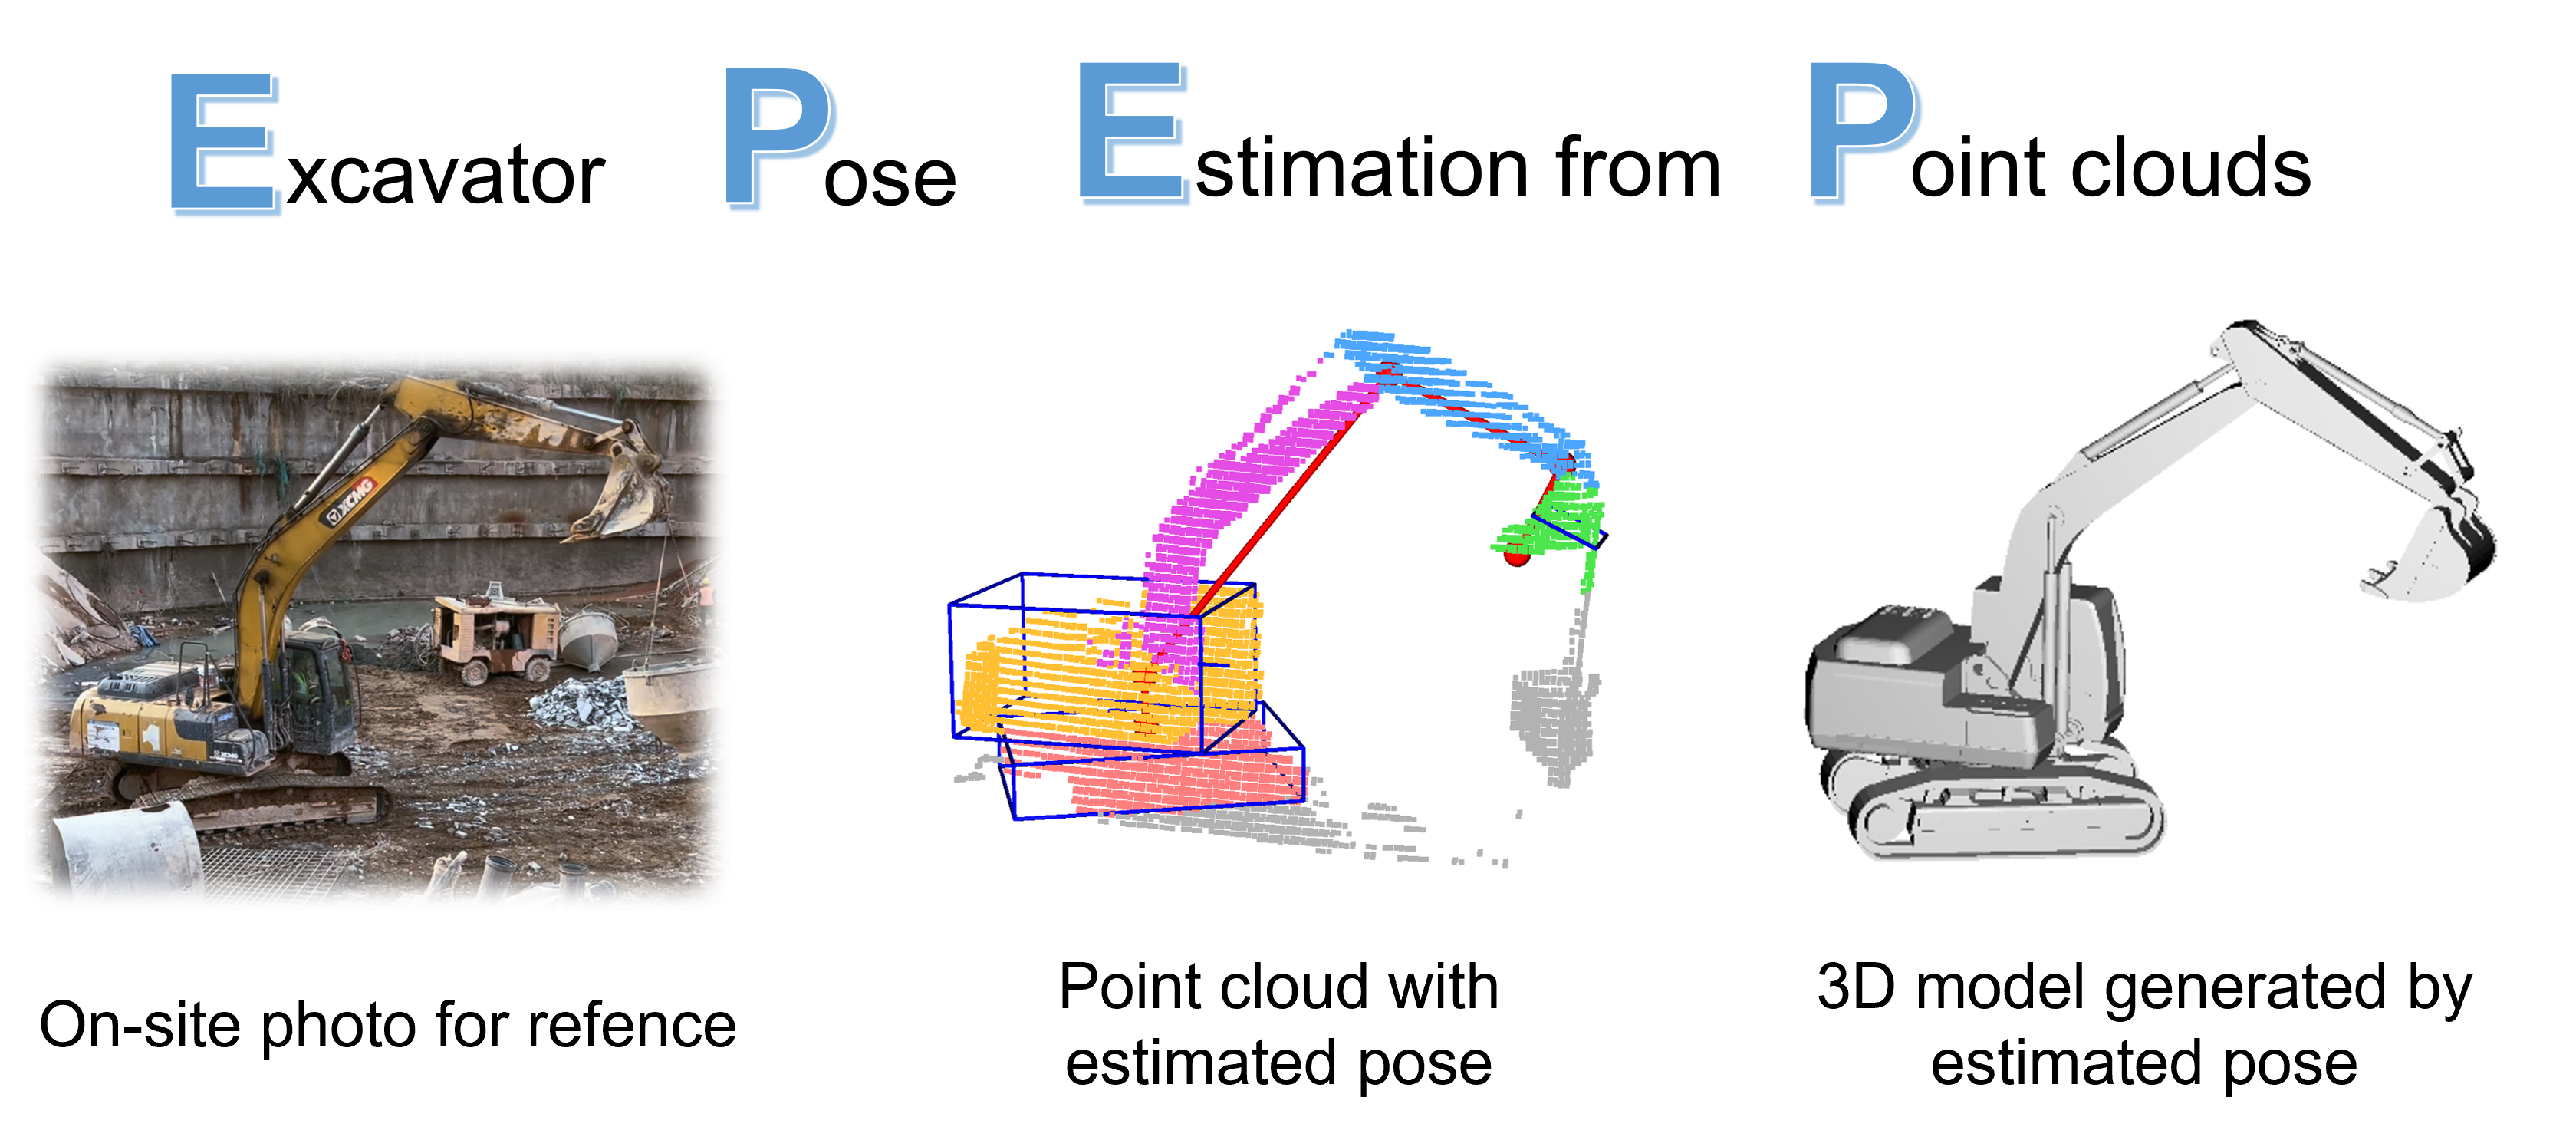 Excavator Pose Estimation from Point clouds
XCMG
On-site photo for refence
Point cloud with
estimated pose
3D model generated by
estimated pose